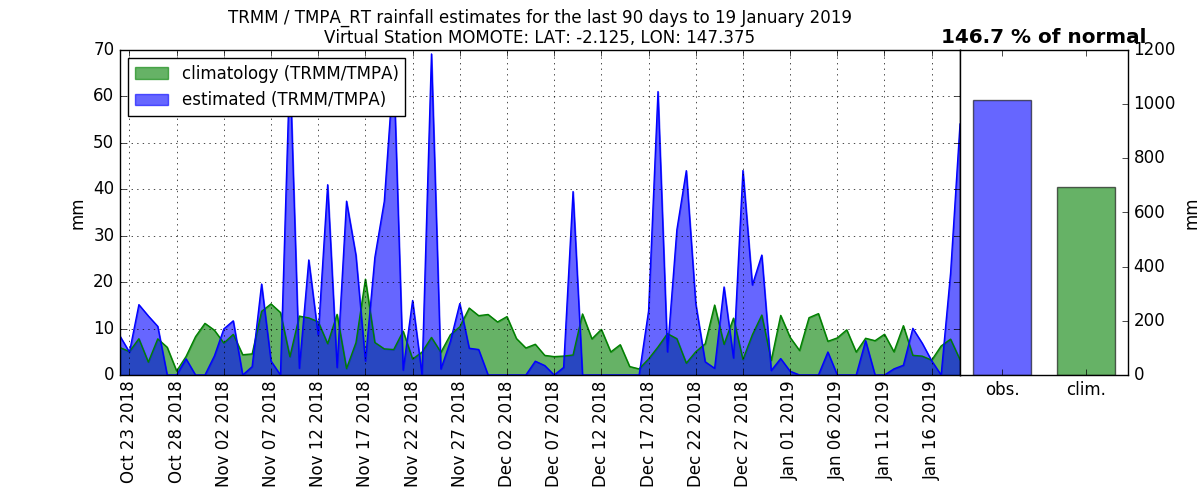 TRMM / TMPA_RT rainfall estimates for the last 90 days to 19 January 2019
Virtual Station MOMOTE: LAT: -2.125, LON: 147.375
146.7 % of normal
climatology (TRMM/TMPA)
estimated (TRMM/TMPA)
mm
70
60
50
40
30
20
10
0
Oct 23 2018
Oct 28 2018
Nov 02 2018
Nov 07 2018
Nov 12 2018
Nov 17 2018
Nov 22 2018
Nov 27 2018
Dec 02 2018
Dec 07 2018
Dec 12 2018
Dec 17 2018
Dec 22 2018
Dec 27 2018
Jan 01 2019
Jan 06 2019
Jan 11 2019
Jan 16 2019
obs.
clim.
1200
1000
800
600
400
200
0
mm